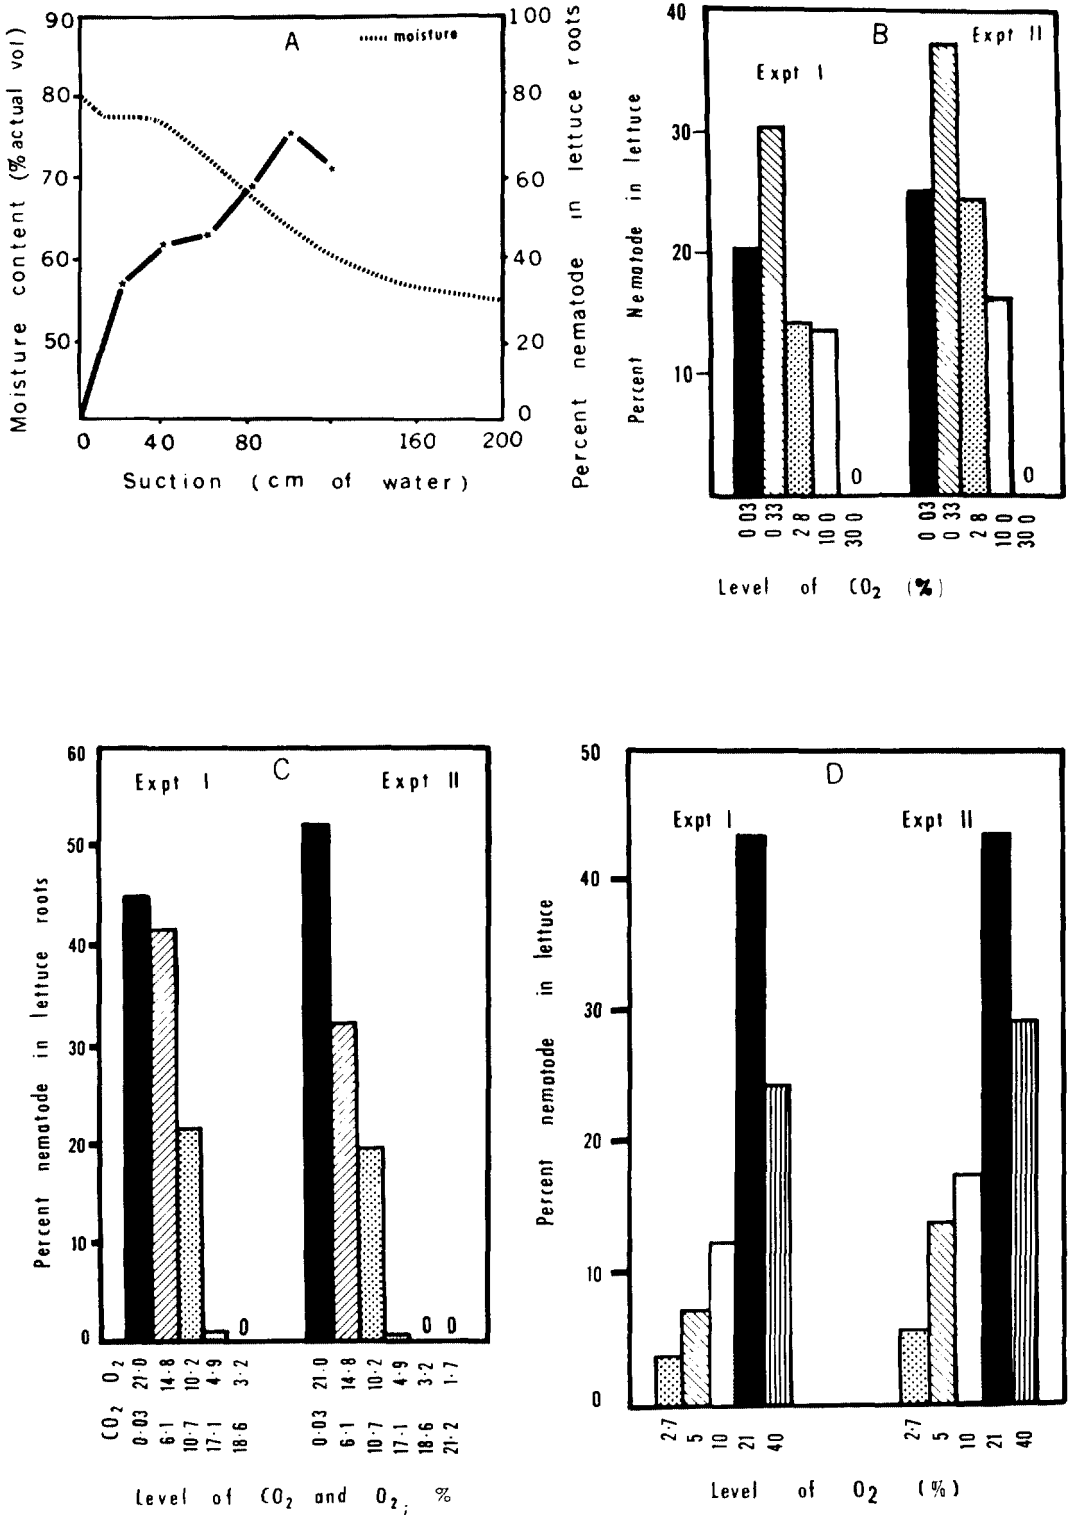 A
moisture
90
80
70
60
50
Moisture content (% actual vol)
100
80
60
40
20
0
Percent nematode in lettuce roots
0 40 80 160 200
Suction (cm of water)
B
Expt I
Expt II
40
30
20
10
Percent Nematode in lettuce
0
0
0 03
0 33
2 8
10 0
30 0
0 03
0 33
2 8
10 0
30 0
Level of CO2 (%)
C
Expt I
Expt II
60
50
40
30
20
10
0
Percent nematode in lettuce roots
0
0 0
O2 21·0 14·8 10·2 4·9 3·2 21·0 14·8 10·2 4·9 3·2 1·7
CO2 0·03 6·1 10·7 17·1 18·6 0·03 6·1 10·7 17·1 18·6 21·2
Level of CO2 and O2, %
D
Expt I
Expt II
50
40
30
20
10
0
Percent nematode in lettuce
2·7 5 10 21 40 2·7 5 10 21 40
Level of O2 (%)